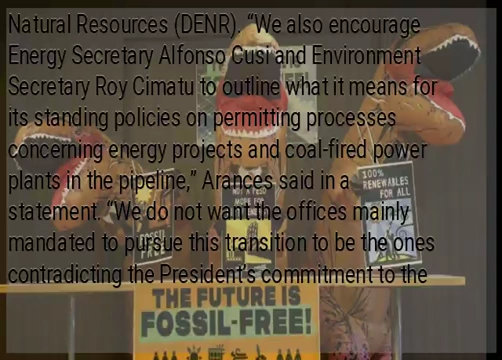 Natural Resources (DENR). “We also encourage
Energy Secretary Alfonso Cusi and Environment
Secretary Roy Cimatu to outline what it means for
its standing policies on permitting processes
concerning energy projects and coal-fired power
plants in the pipeline,” Arances said in a
statement. “We do not want the offices mainly
mandated to pursue this transition to be the ones
contradicting the President's commitment to the
100%
RENEWABLES
FOR ALL
FOSSIL
THE FUTURE IS
FOSSIL-FREE!